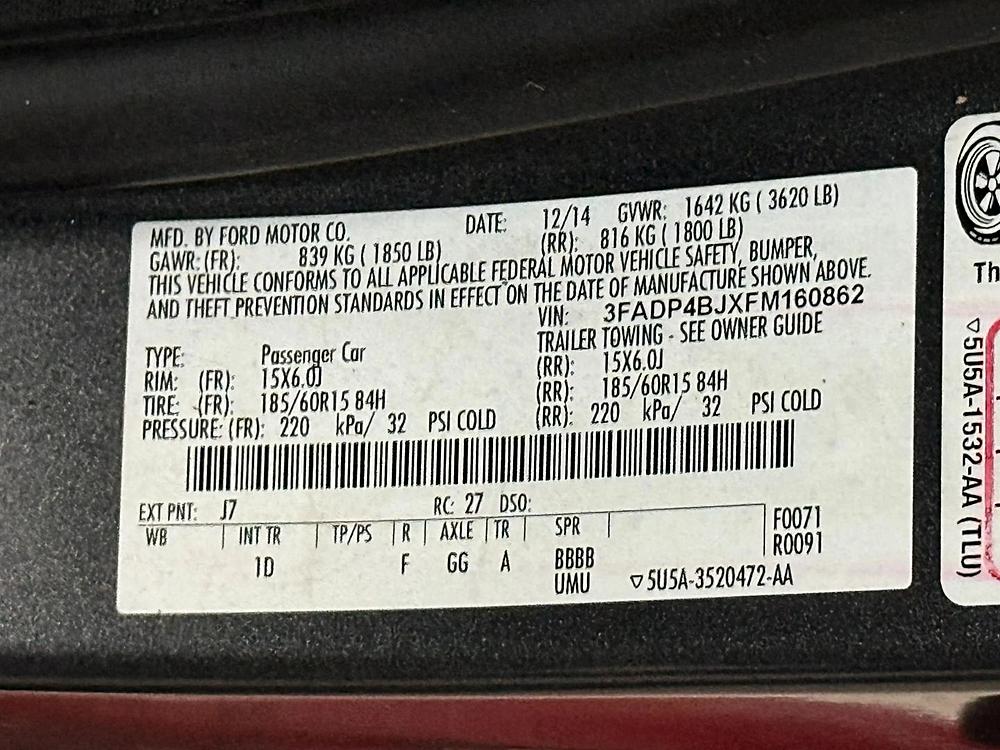 MFD. BY FORD MOTOR CO. DATE: 12/14 GVWR: 1642 KG ( 3620 LB)
GAWR: (FR): 839 KG ( 1850 LB) (RR): 816 KG ( 1800 LB)
THIS VEHICLE CONFORMS TO ALL APPLICABLE FEDERAL MOTOR VEHICLE SAFETY, BUMPER,
AND THEFT PREVENTION STANDARDS IN EFFECT ON THE DATE OF MANUFACTURE SHOWN ABOVE.
VIN: 3FADP4BJXFM160862
TYPE: Passenger Car TRAILER TOWING - SEE OWNER GUIDE
RIM: (FR): 15X6.0J (RR): 15X6.0J
TIRE: (FR): 185/60R15 84H (RR): 185/60R15 84H
PRESSURE: (FR): 220 kPa/ 32 PSI COLD (RR): 220 kPa/ 32 PSI COLD
EXT PNT: J7 RC: 27 DSO:
WB INT TR TP/PS R AXLE TR SPR F0071
1D F GG A BBBB R0091
UMU ▽5U5A-3520472-AA
Th
▽5U5A-1532-AA (TLU)